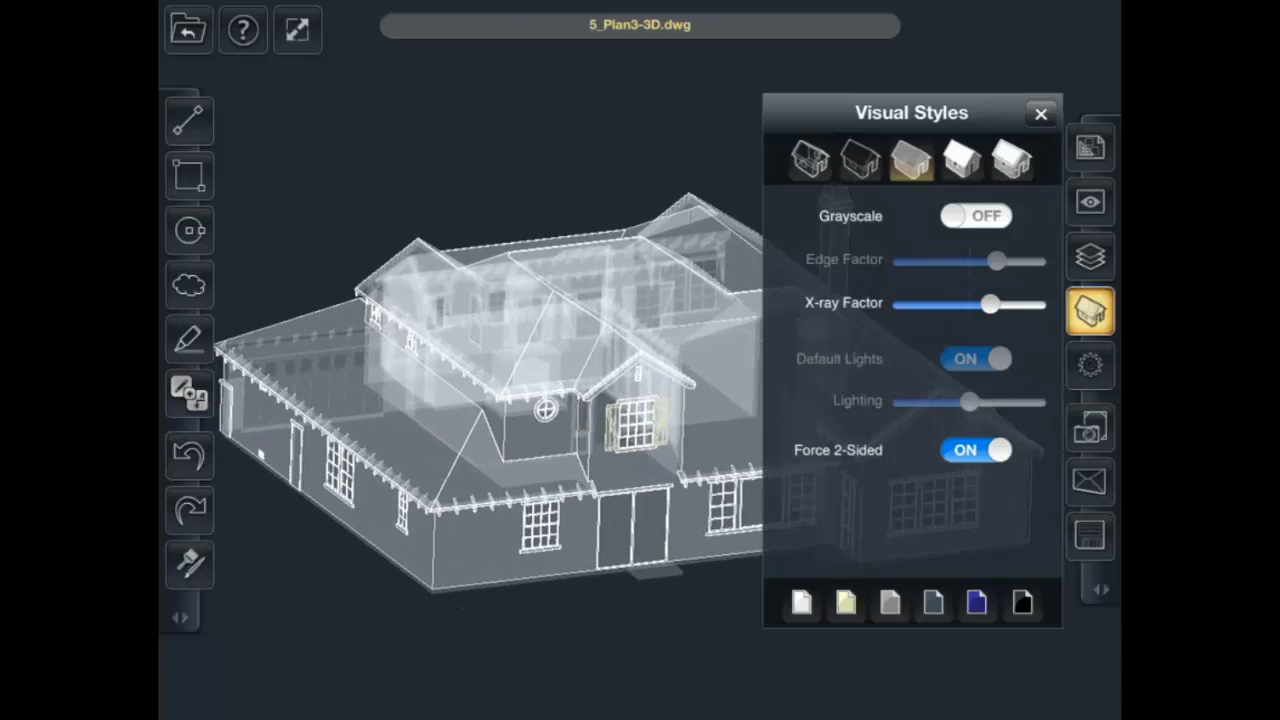 5_Plan3-3D.dwg
Visual Styles
Grayscale OFF
Edge Factor
X-ray Factor
Default Lights ON
Lighting
Force 2-Sided ON